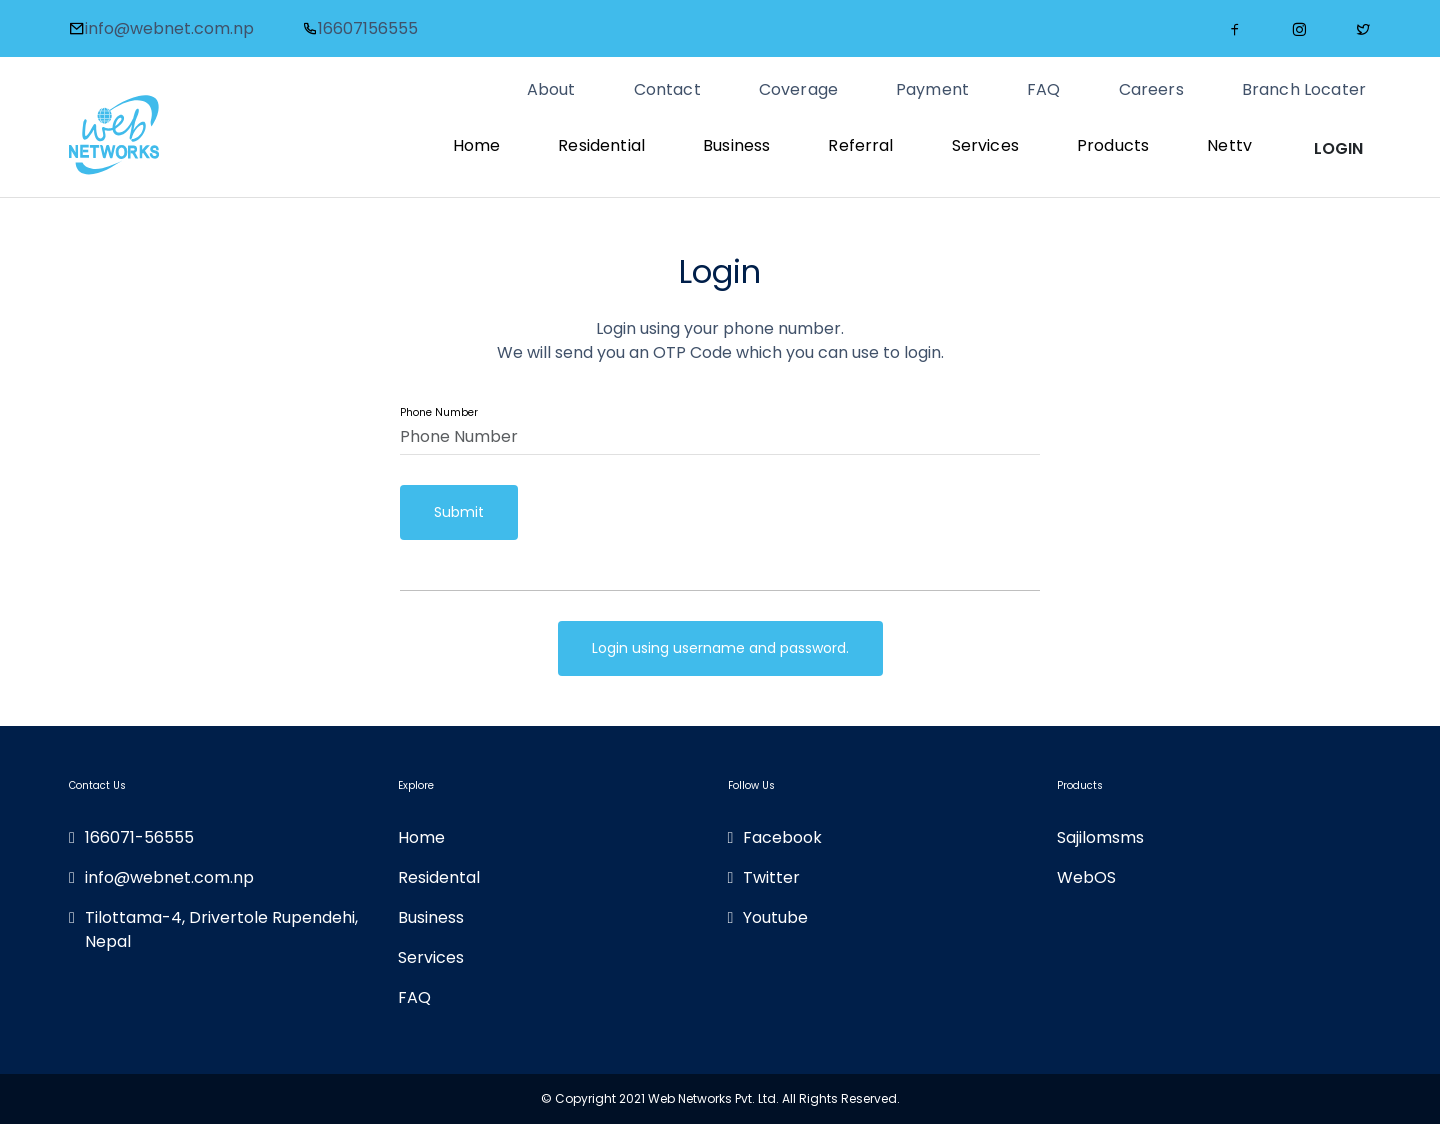 info@webnet.com.np
16607156555
About
Contact
Coverage
Payment
FAQ
Careers
Branch Locater
web
NETWORKS
Home
Residential
Business
Referral
Services
Products
Nettv
LOGIN
Login
Login using your phone number.
We will send you an OTP Code which you can use to login.
Phone Number
Phone Number
Submit
Login using username and password.
Contact Us
166071-56555
info@webnet.com.np
Tilottama-4, Drivertole Rupendehi,
Nepal
Explore
Home
Residental
Business
Services
FAQ
Follow Us
Facebook
Twitter
Youtube
Products
Sajilomsms
WebOS
© Copyright 2021 Web Networks Pvt. Ltd. All Rights Reserved.